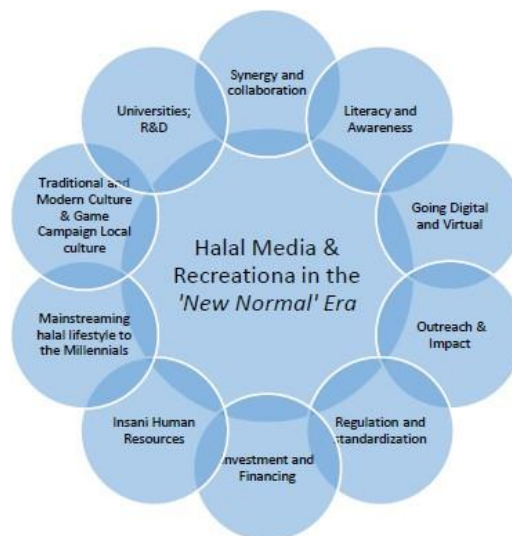 Synergy and
collaboration
Literacy and
Awareness
Going Digital
and Virtual
Outreach &
Impact
Regulation and
standardization
Investment and
Financing
Insani Human
Resources
Mainstreaming
halal lifestyle to
the Millennials
Traditional and
Modern Culture
& Game
Campaign Local
culture
Universities;
R&D
Halal Media &
Recreationa in the
'New Normal' Era